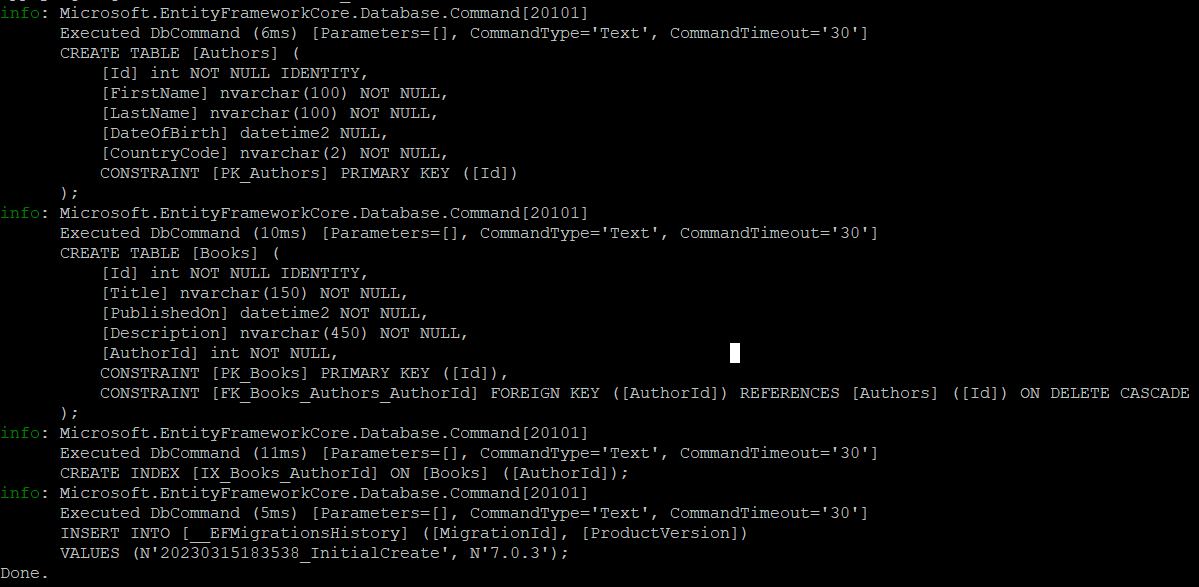 info: Microsoft.EntityFrameworkCore.Database.Command[20101]
      Executed DbCommand (6ms) [Parameters=[], CommandType='Text', CommandTimeout='30']
      CREATE TABLE [Authors] (
          [Id] int NOT NULL IDENTITY,
          [FirstName] nvarchar(100) NOT NULL,
          [LastName] nvarchar(100) NOT NULL,
          [DateOfBirth] datetime2 NULL,
          [CountryCode] nvarchar(2) NOT NULL,
          CONSTRAINT [PK_Authors] PRIMARY KEY ([Id])
      );
info: Microsoft.EntityFrameworkCore.Database.Command[20101]
      Executed DbCommand (10ms) [Parameters=[], CommandType='Text', CommandTimeout='30']
      CREATE TABLE [Books] (
          [Id] int NOT NULL IDENTITY,
          [Title] nvarchar(150) NOT NULL,
          [PublishedOn] datetime2 NOT NULL,
          [Description] nvarchar(450) NOT NULL,
          [AuthorId] int NOT NULL,
          CONSTRAINT [PK_Books] PRIMARY KEY ([Id]),
          CONSTRAINT [FK_Books_Authors_AuthorId] FOREIGN KEY ([AuthorId]) REFERENCES [Authors] ([Id]) ON DELETE CASCADE
      );
info: Microsoft.EntityFrameworkCore.Database.Command[20101]
      Executed DbCommand (11ms) [Parameters=[], CommandType='Text', CommandTimeout='30']
      CREATE INDEX [IX_Books_AuthorId] ON [Books] ([AuthorId]);
info: Microsoft.EntityFrameworkCore.Database.Command[20101]
      Executed DbCommand (5ms) [Parameters=[], CommandType='Text', CommandTimeout='30']
      INSERT INTO [__EFMigrationsHistory] ([MigrationId], [ProductVersion])
      VALUES (N'20230315183538_InitialCreate', N'7.0.3');
Done.